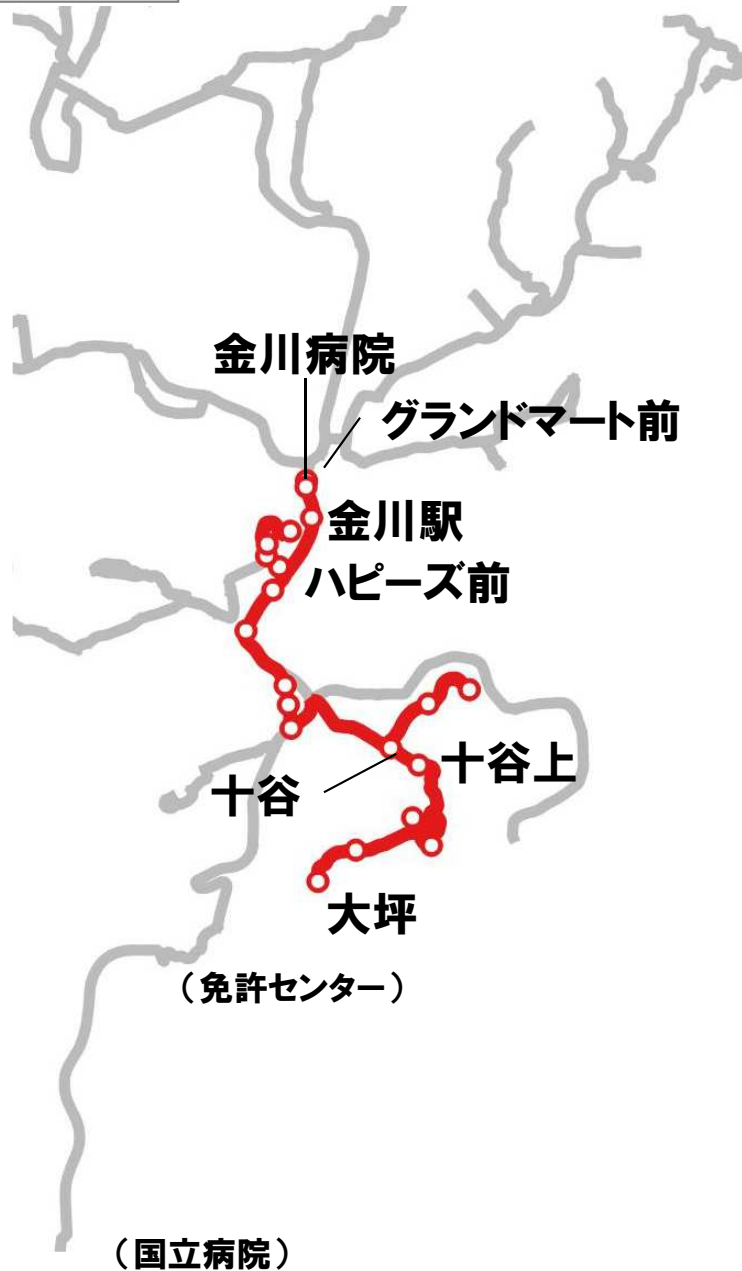 金川病院
グランドマート前
金川駅
ハピーズ前
十谷上
十谷
大坪
（免許センター）
（国立病院）